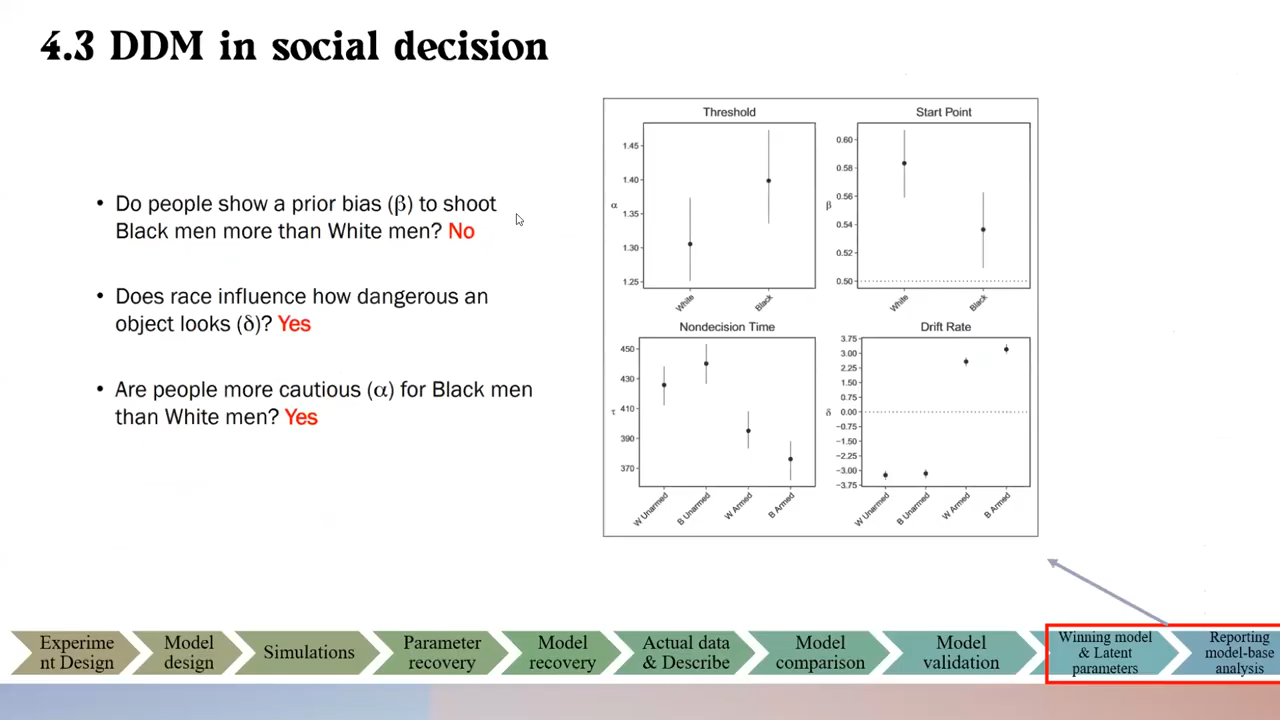 4.3 DDM in social decision
• Do people show a prior bias (β) to shoot
Black men more than White men? No
• Does race influence how dangerous an
object looks (δ)? Yes
• Are people more cautious (α) for Black men
than White men? Yes
Threshold
1.45
1.40
1.35
1.30
1.25
α
White
Black
Start Point
0.60
0.58
0.56
0.54
0.52
0.50
β
White
Black
Nondecision Time
450
430
410
390
370
τ
W Unarmed
B Unarmed
W Armed
B Armed
Drift Rate
3.75
3.00
2.25
1.50
0.75
0.00
−0.75
−1.50
−2.25
−3.00
−3.75
δ
W Unarmed
B Unarmed
W Armed
B Armed
Experime
nt Design
Model
design
Simulations
Parameter
recovery
Model
recovery
Actual data
& Describe
Model
comparison
Model
validation
Winning model
& Latent
parameters
Reporting
model-base
analysis